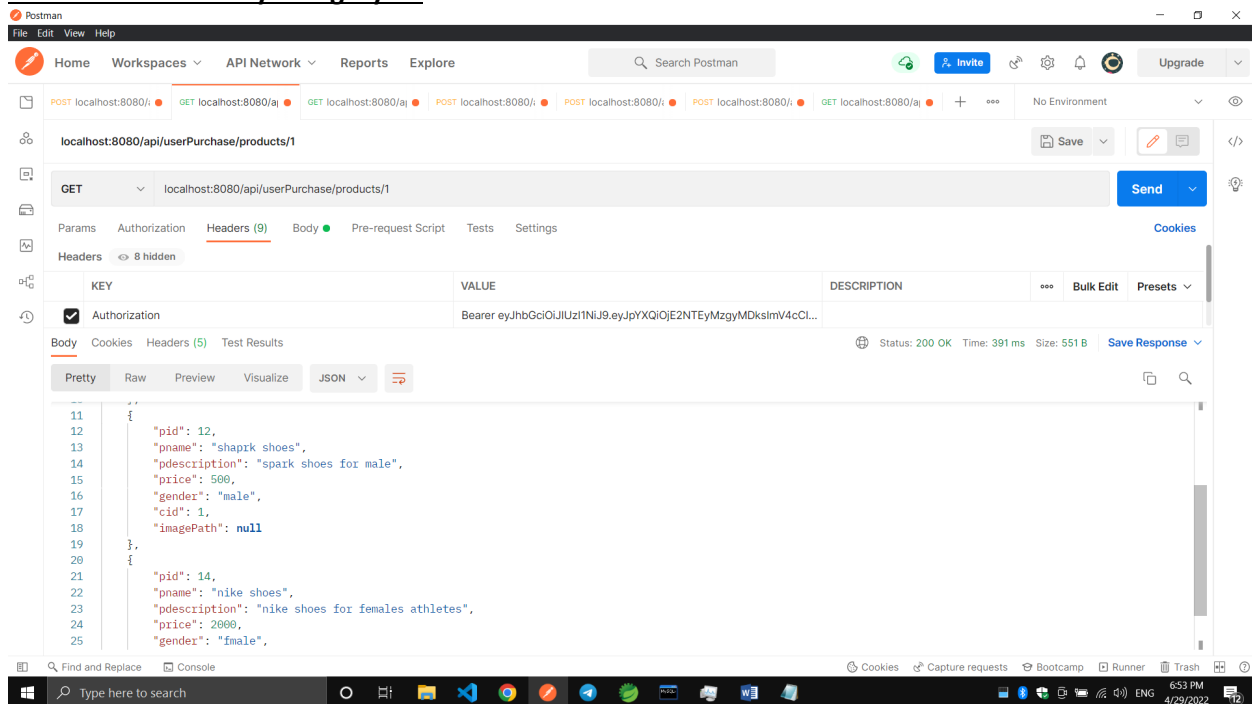 Postman
File Edit View Help
Home Workspaces API Network Reports Explore Search Postman Invite Upgrade
POST localhost:8080/ GET localhost:8080/a GET localhost:8080/a POST localhost:8080/ POST localhost:8080/ POST localhost:8080/ GET localhost:8080/a No Environment
localhost:8080/api/userPurchase/products/1 Save
GET localhost:8080/api/userPurchase/products/1 Send
Params Authorization Headers (9) Body Pre-request Script Tests Settings Cookies
Headers 8 hidden
KEY VALUE DESCRIPTION Bulk Edit Presets
Authorization Bearer eyJhbGciOiJIUzI1NiJ9.eyJpYXQiOjE2NTEyMzgyMDksImV4cCI...
Body Cookies Headers (5) Test Results Status: 200 OK Time: 391 ms Size: 551 B Save Response
Pretty Raw Preview Visualize JSON
11 {
12 "pid": 12,
13 "pname": "shaprk shoes",
14 "pdescription": "spark shoes for male",
15 "price": 500,
16 "gender": "male",
17 "cid": 1,
18 "imagePath": null
19 },
20 {
21 "pid": 14,
22 "pname": "nike shoes",
23 "pdescription": "nike shoes for females athletes",
24 "price": 2000,
25 "gender": "fmale",
Find and Replace Console Cookies Capture requests Bootcamp Runner Trash
Type here to search ENG 6:53 PM
4/29/2022 12